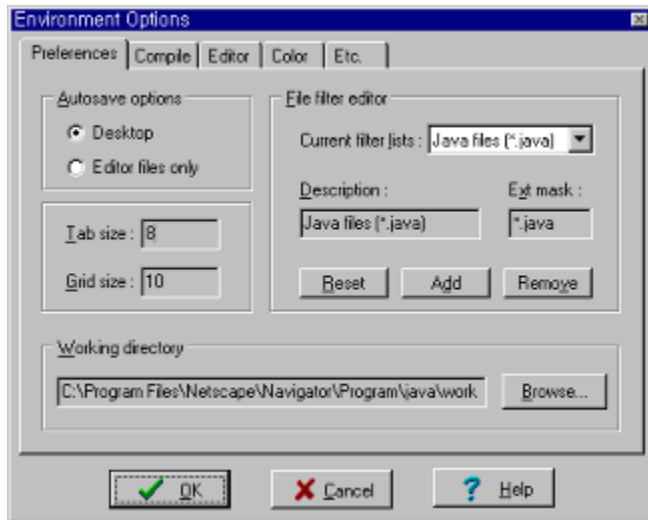 Environment Options
Preferences Compile Editor Color Etc.
Autosave options
Desktop
Editor files only
Tab size : 8
Grid size : 10
File filter editor
Current filter lists : Java files (*.java)
Description : Ext mask :
Java files (*.java) *.java
Reset Add Remove
Working directory
C:\Program Files\Netscape\Navigator\Program\java\work Browse...
OK Cancel Help